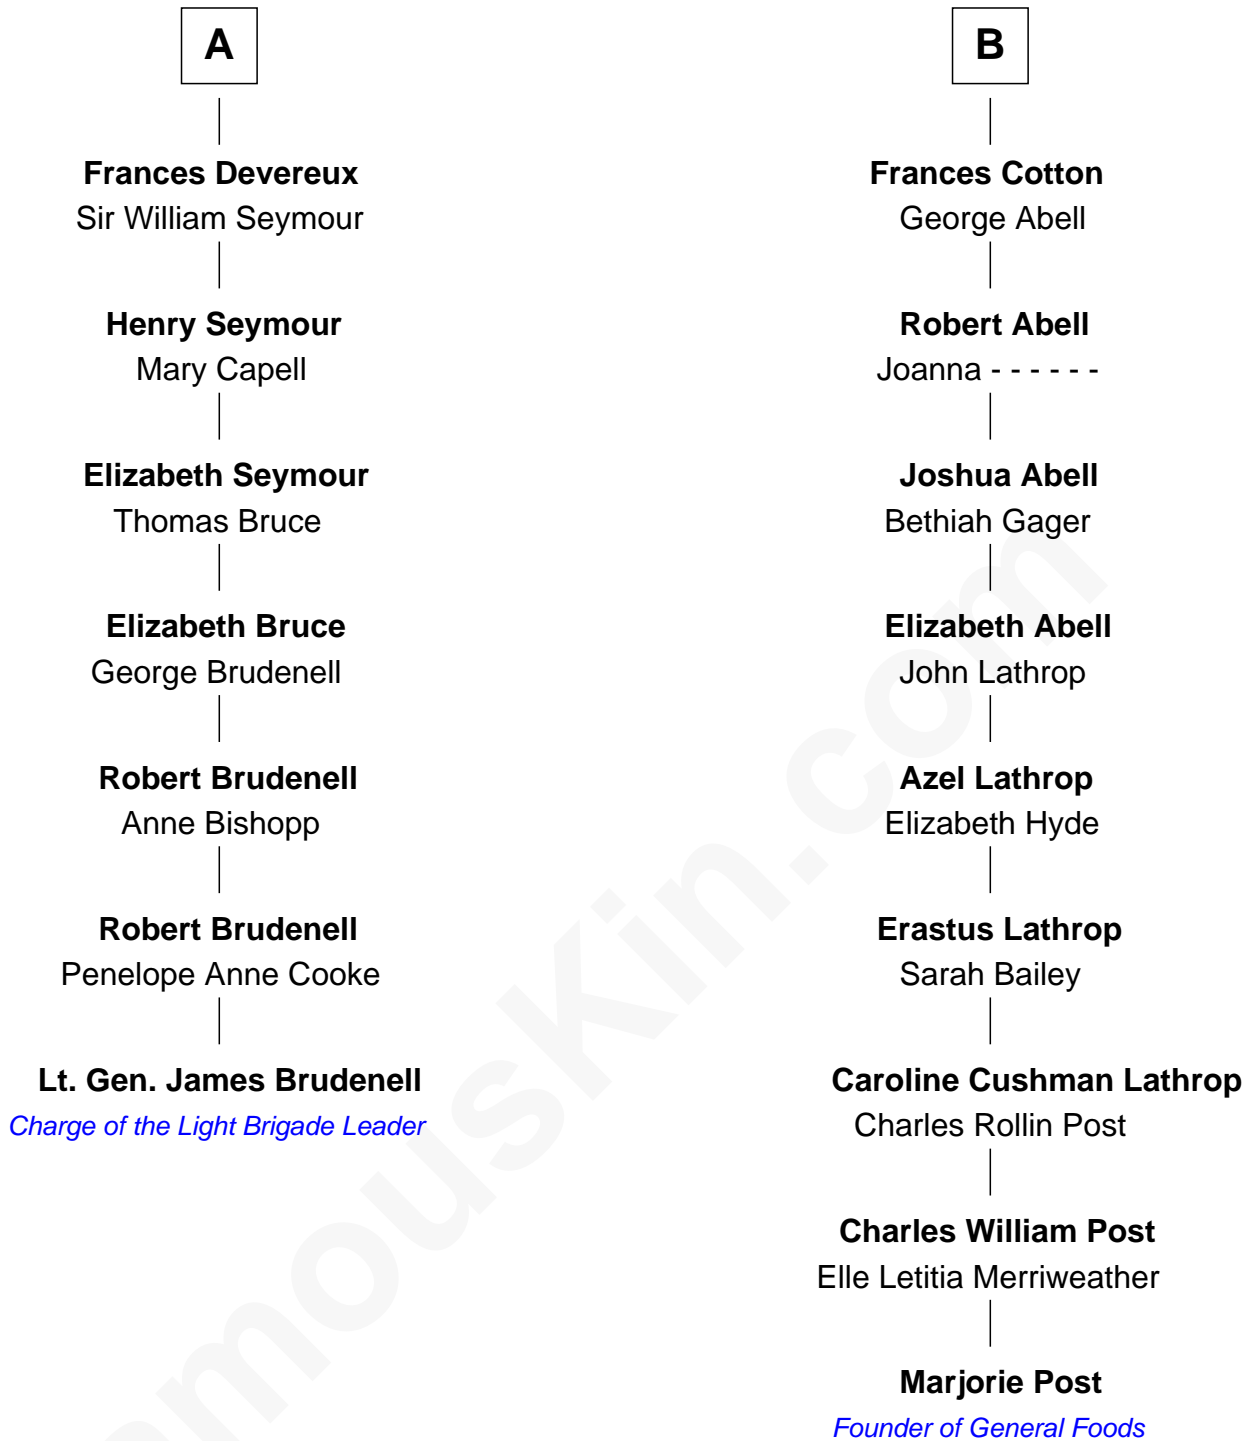 A
Frances Devereux
Sir William Seymour
Henry Seymour
Mary Capell
Elizabeth Seymour
Thomas Bruce
Elizabeth Bruce
George Brudenell
Robert Brudenell
Anne Bishopp
Robert Brudenell
Penelope Anne Cooke
Lt. Gen. James Brudenell
Charge of the Light Brigade Leader
B
Frances Cotton
George Abell
Robert Abell
Joanna - - - - - -
Joshua Abell
Bethiah Gager
Elizabeth Abell
John Lathrop
Azel Lathrop
Elizabeth Hyde
Erastus Lathrop
Sarah Bailey
Caroline Cushman Lathrop
Charles Rollin Post
Charles William Post
Elle Letitia Merriweather
Marjorie Post
Founder of General Foods
amousKin.com